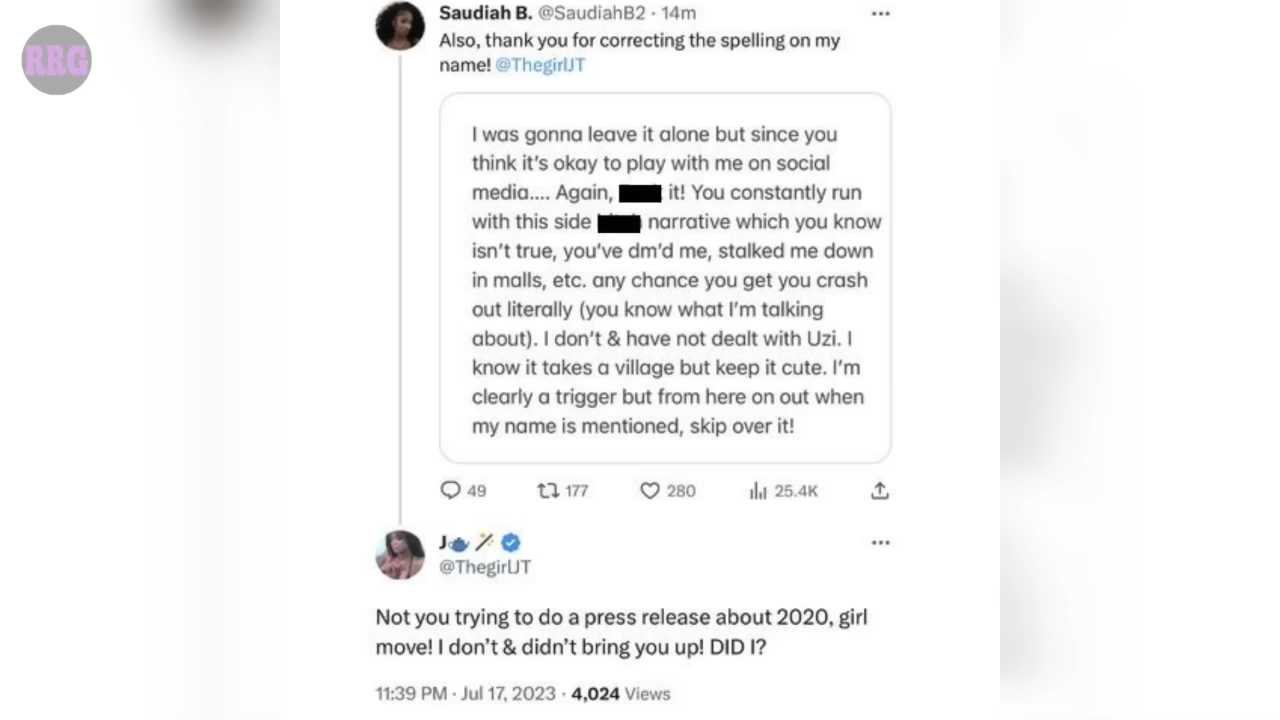 RRG
Saudiah B. @SaudiahB2 · 14m
Also, thank you for correcting the spelling on my
name! @ThegirlJT
I was gonna leave it alone but since you
think it's okay to play with me on social
media.... Again, it! You constantly run
with this side narrative which you know
isn't true, you've dm'd me, stalked me down
in malls, etc. any chance you get you crash
out literally (you know what I'm talking
about). I don't & have not dealt with Uzi. I
know it takes a village but keep it cute. I'm
clearly a trigger but from here on out when
my name is mentioned, skip over it!
49 177 280 25.4K
J
@ThegirlJT
Not you trying to do a press release about 2020, girl
move! I don't & didn't bring you up! DID I?
11:39 PM · Jul 17, 2023 · 4,024 Views